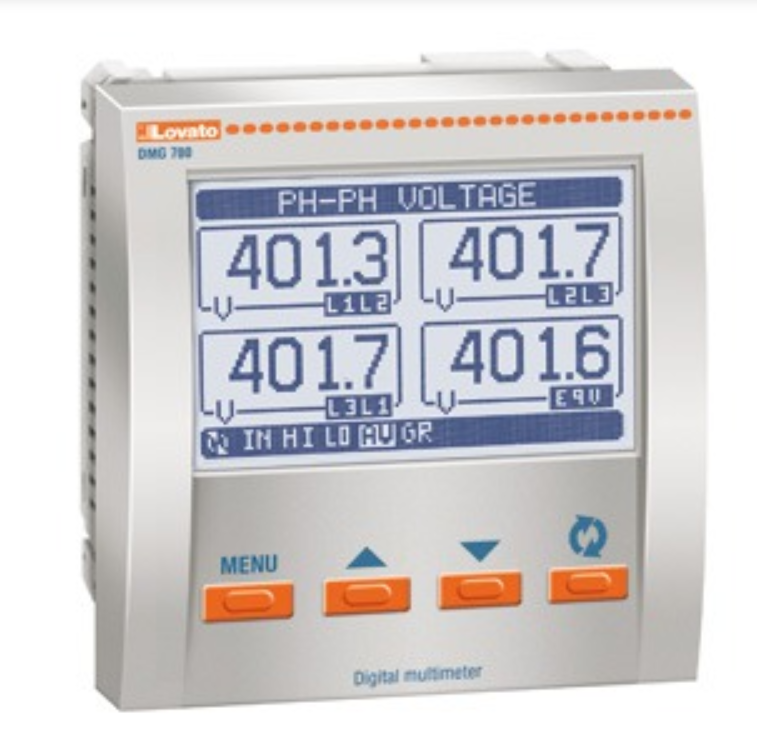 Lovato
DMG 700
PH-PH VOLTAGE
401.3 401.7
V L1L2 V L2L3
401.7 401.6
V L3L1 V EQV
IN HI LO AV GR
MENU
Digital multimeter